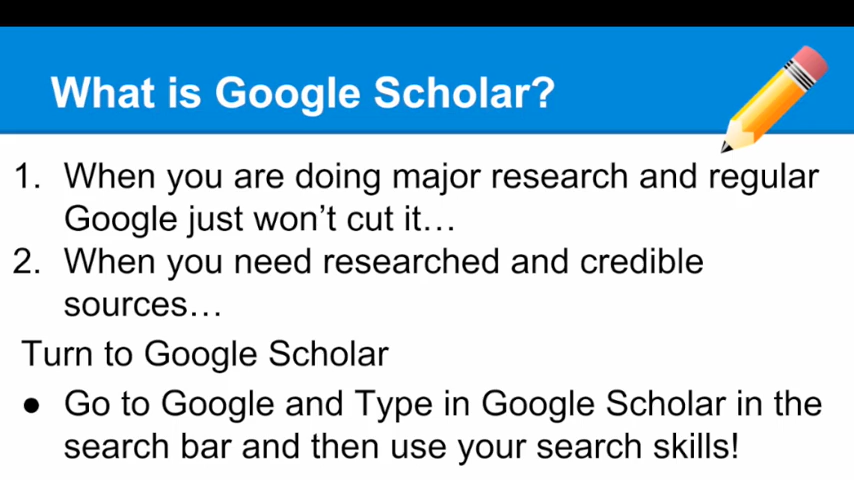 What is Google Scholar?
1. When you are doing major research and regular
Google just won’t cut it…
2. When you need researched and credible
sources…
Turn to Google Scholar
● Go to Google and Type in Google Scholar in the
search bar and then use your search skills!